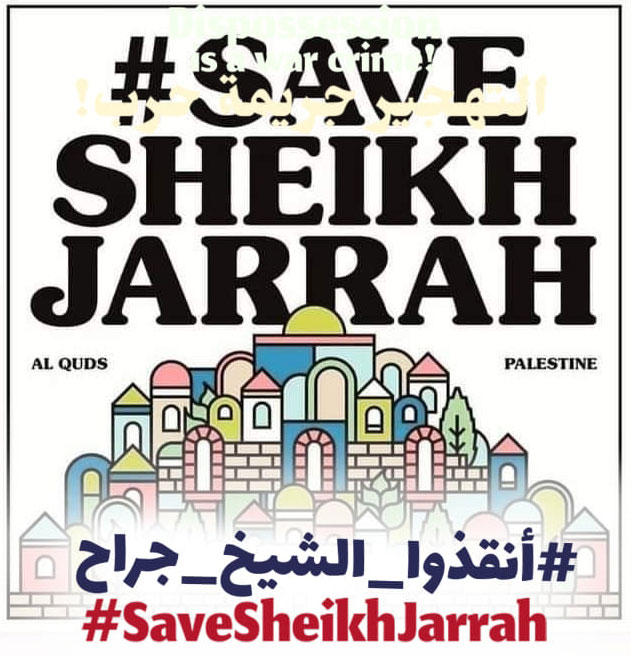 Dispossession
is a war crime!
التهجير جريمة حرب!
#SAVE
SHEIKH
JARRAH
AL QUDS
PALESTINE
#أنقذوا_الشيخ_جراح
#SaveSheikhJarrah